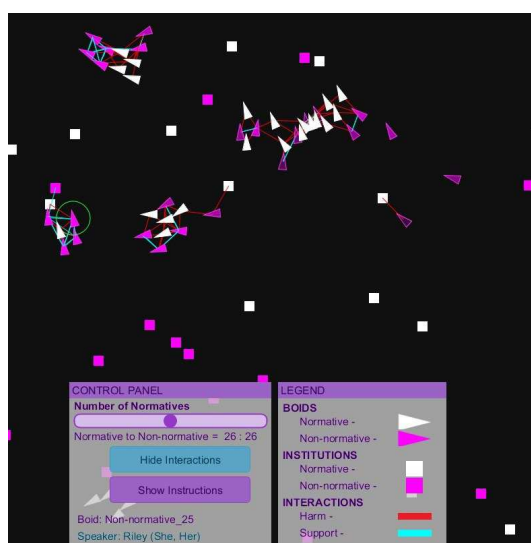 CONTROL PANEL
Number of Normatives
Normative to Non-normative = 26 : 26
Hide Interactions
Show Instructions
Boid: Non-normative_25
Speaker: Riley (She, Her)
LEGEND
BOIDS
Normative -
Non-normative -
INSTITUTIONS
Normative -
Non-normative -
INTERACTIONS
Harm -
Support -